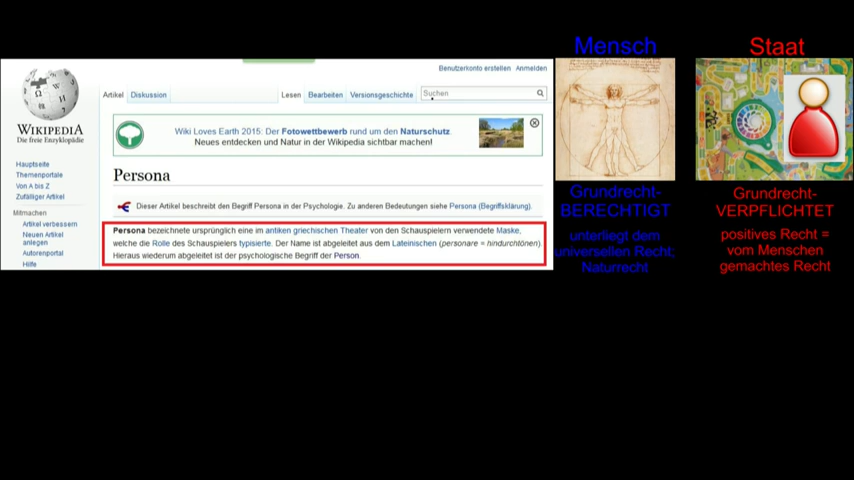 Mensch
Staat
Benutzerkonto erstellen Anmelden
Artikel Diskussion Lesen Bearbeiten Versionsgeschichte Suchen
WIKIPEDIA
Die freie Enzyklopädie
Wiki Loves Earth 2015: Der Fotowettbewerb rund um den Naturschutz
Neues entdecken und Natur in der Wikipedia sichtbar machen!
Hauptseite
Themenportale
Von A bis Z
Zufälliger Artikel
Mitmachen
Artikel verbessern
Neuen Artikel
anlegen
Autorenportal
Hilfe
Persona
Dieser Artikel beschreibt den Begriff Persona in der Psychologie. Zu anderen Bedeutungen siehe Persona (Begriffsklärung).
Persona bezeichnete ursprünglich eine im antiken griechischen Theater von den Schauspielern verwendete Maske,
welche die Rolle des Schauspielers typisierte. Der Name ist abgeleitet aus dem Lateinischen (personare = hindurchtönen).
Hieraus wiederum abgeleitet ist der psychologische Begriff der Person.
Grundrecht-
BERECHTIGT
unterliegt dem
universellen Recht;
Naturrecht
Grundrecht-
VERPFLICHTET
positives Recht =
vom Menschen
gemachtes Recht